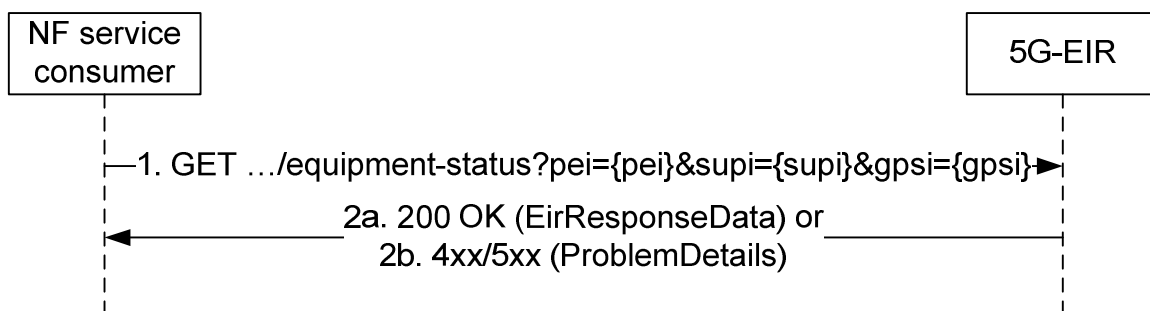 NF service
consumer
5G-EIR
1. GET …/equipment-status?pei={pei}&supi={supi}&gpsi={gpsi}
2a. 200 OK (EirResponseData) or
2b. 4xx/5xx (ProblemDetails)